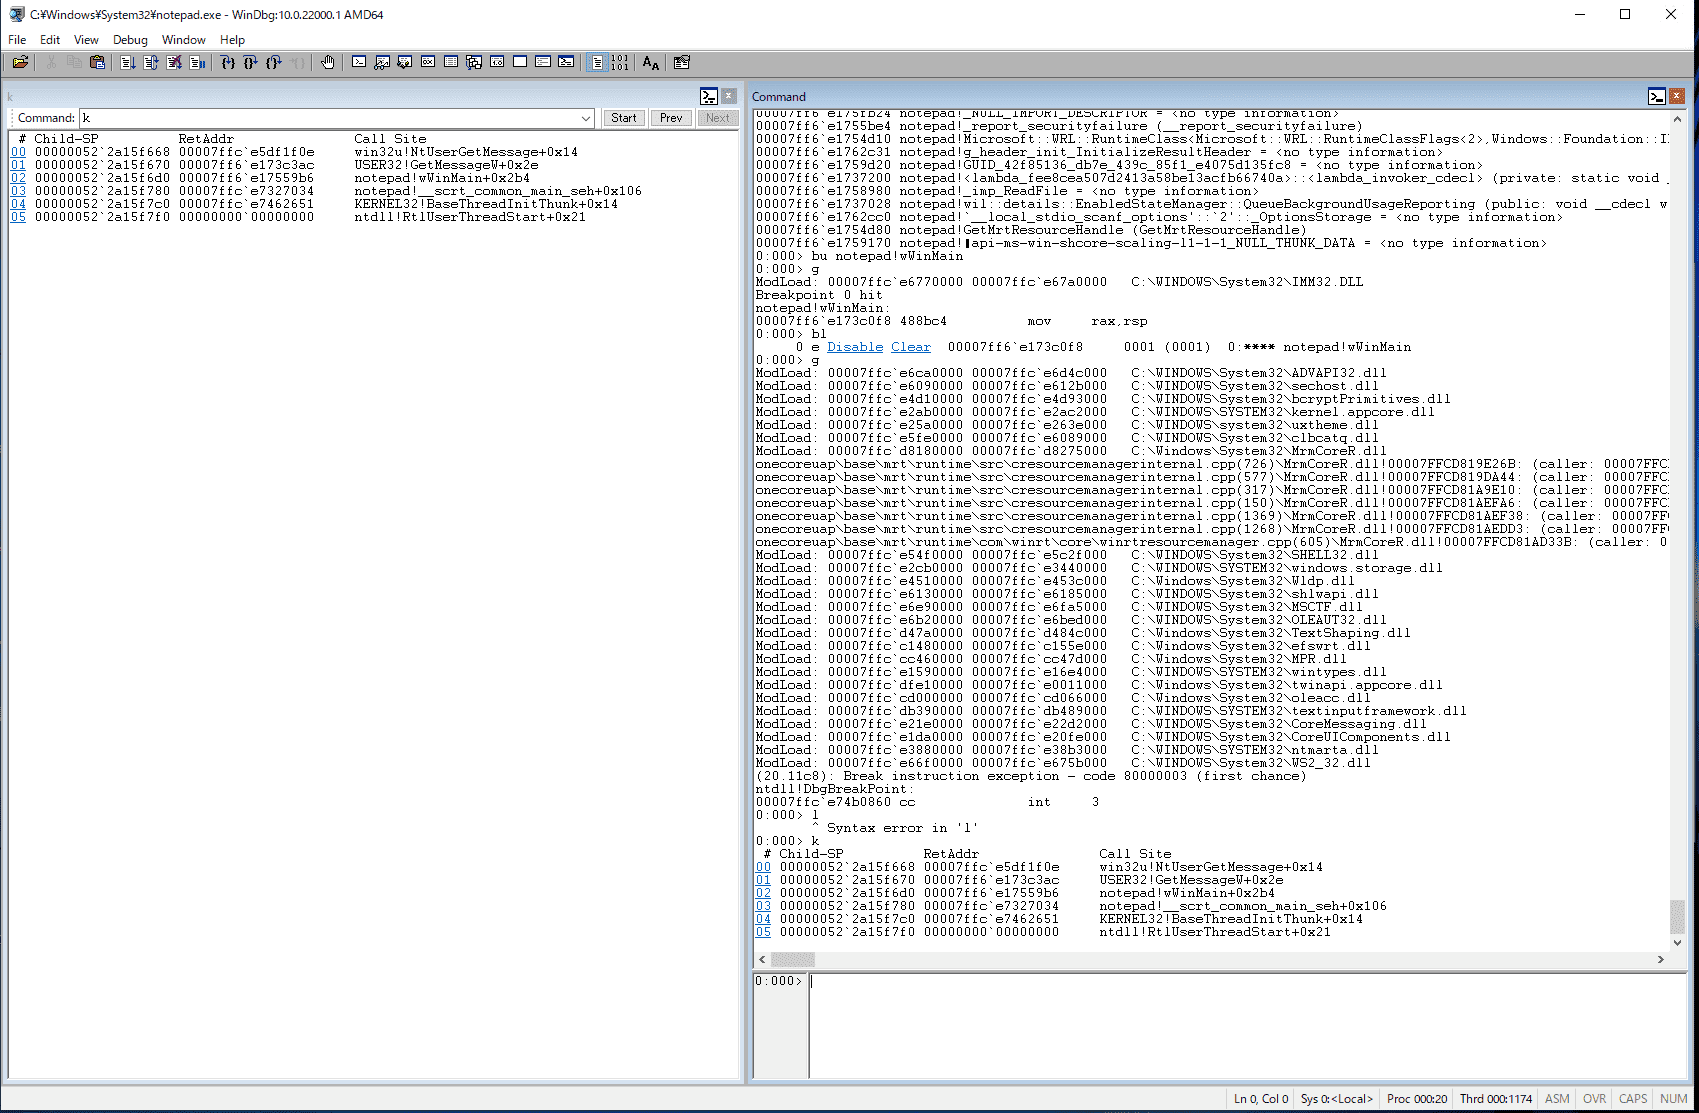 C:¥Windows¥System32¥notepad.exe - WinDbg:10.0.22000.1 AMD64
File Edit View Debug Window Help
k
Command: k Start Prev Next
# Child-SP RetAddr Call Site
00 00000052`2a15f668 00007ffc`e5df1f0e win32u!NtUserGetMessage+0x14
01 00000052`2a15f670 00007ff6`e173c3ac USER32!GetMessageW+0x2e
02 00000052`2a15f6d0 00007ff6`e17559b6 notepad!wWinMain+0x2b4
03 00000052`2a15f780 00007ffc`e7327034 notepad!__scrt_common_main_seh+0x106
04 00000052`2a15f7c0 00007ffc`e7462651 KERNEL32!BaseThreadInitThunk+0x14
05 00000052`2a15f7f0 00000000`00000000 ntdll!RtlUserThreadStart+0x21
Command
00007ff6`e175fb24 notepad!_NULL_IMPORT_DESCRIPTOR = <no type information>
00007ff6`e1755be4 notepad!_report_securityfailure (__report_securityfailure)
00007ff6`e1754d10 notepad!Microsoft::WRL::RuntimeClass<Microsoft::WRL::RuntimeClassFlags<2>,Windows::Foundation::I
00007ff6`e1762c31 notepad!g_header_init_InitializeResultHeader = <no type information>
00007ff6`e1759d20 notepad!GUID_42f85136_db7e_439c_85f1_e4075d135fc8 = <no type information>
00007ff6`e1737200 notepad!<lambda_fee8cea507d2413a58be13acfb66740a>::<lambda_invoker_cdecl> (private: static void _
00007ff6`e1758980 notepad!_imp_ReadFile = <no type information>
00007ff6`e1737028 notepad!wil::details::EnabledStateManager::QueueBackgroundUsageReporting (public: void __cdecl w
00007ff6`e1762cc0 notepad!`__local_stdio_scanf_options'::`2'::_OptionsStorage = <no type information>
00007ff6`e1754d80 notepad!GetMrtResourceHandle (GetMrtResourceHandle)
00007ff6`e1759170 notepad!api-ms-win-shcore-scaling-l1-1-1_NULL_THUNK_DATA = <no type information>
0:000> bu notepad!wWinMain
0:000> g
ModLoad: 00007ffc`e6770000 00007ffc`e67a0000 C:\WINDOWS\System32\IMM32.DLL
Breakpoint 0 hit
notepad!wWinMain:
00007ff6`e173c0f8 488bc4 mov rax,rsp
0:000> bl
0 e Disable Clear 00007ff6`e173c0f8 0001 (0001) 0:**** notepad!wWinMain
0:000> g
ModLoad: 00007ffc`e6ca0000 00007ffc`e6d4c000 C:\WINDOWS\System32\ADVAPI32.dll
ModLoad: 00007ffc`e6090000 00007ffc`e612b000 C:\WINDOWS\System32\sechost.dll
ModLoad: 00007ffc`e4d10000 00007ffc`e4d93000 C:\WINDOWS\System32\bcryptPrimitives.dll
ModLoad: 00007ffc`e2ab0000 00007ffc`e2ac2000 C:\WINDOWS\SYSTEM32\kernel.appcore.dll
ModLoad: 00007ffc`e25a0000 00007ffc`e263e000 C:\WINDOWS\system32\uxtheme.dll
ModLoad: 00007ffc`e5fe0000 00007ffc`e6089000 C:\WINDOWS\System32\clbcatq.dll
ModLoad: 00007ffc`d8180000 00007ffc`d8275000 C:\Windows\System32\MrmCoreR.dll
onecoreuap\base\mrt\runtime\src\cresourcemanagerinternal.cpp(726)\MrmCoreR.dll!00007FFCD819E26B: (caller: 00007FFC
onecoreuap\base\mrt\runtime\src\cresourcemanagerinternal.cpp(577)\MrmCoreR.dll!00007FFCD819DA44: (caller: 00007FFC
onecoreuap\base\mrt\runtime\src\cresourcemanagerinternal.cpp(317)\MrmCoreR.dll!00007FFCD81A9E10: (caller: 00007FFC
onecoreuap\base\mrt\runtime\src\cresourcemanagerinternal.cpp(150)\MrmCoreR.dll!00007FFCD81AEFA6: (caller: 00007FFC
onecoreuap\base\mrt\runtime\src\cresourcemanagerinternal.cpp(1369)\MrmCoreR.dll!00007FFCD81AEF38: (caller: 00007FF
onecoreuap\base\mrt\runtime\src\cresourcemanagerinternal.cpp(1268)\MrmCoreR.dll!00007FFCD81AEDD3: (caller: 00007FF
onecoreuap\base\mrt\runtime\com\winrt\core\winrtresourcemanager.cpp(605)\MrmCoreR.dll!00007FFCD81AD33B: (caller: 0
ModLoad: 00007ffc`e54f0000 00007ffc`e5c2f000 C:\WINDOWS\System32\SHELL32.dll
ModLoad: 00007ffc`e2cb0000 00007ffc`e3440000 C:\WINDOWS\SYSTEM32\windows.storage.dll
ModLoad: 00007ffc`e4510000 00007ffc`e453c000 C:\Windows\System32\Wldp.dll
ModLoad: 00007ffc`e6130000 00007ffc`e6185000 C:\WINDOWS\System32\shlwapi.dll
ModLoad: 00007ffc`e6e90000 00007ffc`e6fa5000 C:\WINDOWS\System32\MSCTF.dll
ModLoad: 00007ffc`e6b20000 00007ffc`e6bed000 C:\WINDOWS\System32\OLEAUT32.dll
ModLoad: 00007ffc`d47a0000 00007ffc`d484c000 C:\Windows\System32\TextShaping.dll
ModLoad: 00007ffc`c1480000 00007ffc`c155e000 C:\Windows\System32\efswrt.dll
ModLoad: 00007ffc`cc460000 00007ffc`cc47d000 C:\Windows\System32\MPR.dll
ModLoad: 00007ffc`e1590000 00007ffc`e16e4000 C:\WINDOWS\SYSTEM32\wintypes.dll
ModLoad: 00007ffc`dfe10000 00007ffc`e0011000 C:\Windows\System32\twinapi.appcore.dll
ModLoad: 00007ffc`cd000000 00007ffc`cd066000 C:\Windows\System32\oleacc.dll
ModLoad: 00007ffc`db390000 00007ffc`db489000 C:\WINDOWS\SYSTEM32\textinputframework.dll
ModLoad: 00007ffc`e21e0000 00007ffc`e22d2000 C:\WINDOWS\System32\CoreMessaging.dll
ModLoad: 00007ffc`e1da0000 00007ffc`e20fe000 C:\WINDOWS\System32\CoreUIComponents.dll
ModLoad: 00007ffc`e3880000 00007ffc`e38b3000 C:\WINDOWS\SYSTEM32\ntmarta.dll
ModLoad: 00007ffc`e66f0000 00007ffc`e675b000 C:\WINDOWS\System32\WS2_32.dll
(20.11c8): Break instruction exception - code 80000003 (first chance)
ntdll!DbgBreakPoint:
00007ffc`e74b0860 cc int 3
0:000> l
^ Syntax error in 'l'
0:000> k
# Child-SP RetAddr Call Site
00 00000052`2a15f668 00007ffc`e5df1f0e win32u!NtUserGetMessage+0x14
01 00000052`2a15f670 00007ff6`e173c3ac USER32!GetMessageW+0x2e
02 00000052`2a15f6d0 00007ff6`e17559b6 notepad!wWinMain+0x2b4
03 00000052`2a15f780 00007ffc`e7327034 notepad!__scrt_common_main_seh+0x106
04 00000052`2a15f7c0 00007ffc`e7462651 KERNEL32!BaseThreadInitThunk+0x14
05 00000052`2a15f7f0 00000000`00000000 ntdll!RtlUserThreadStart+0x21
0:000>
Ln 0, Col 0 Sys 0:<Local> Proc 000:20 Thrd 000:1174 ASM OVR CAPS NUM